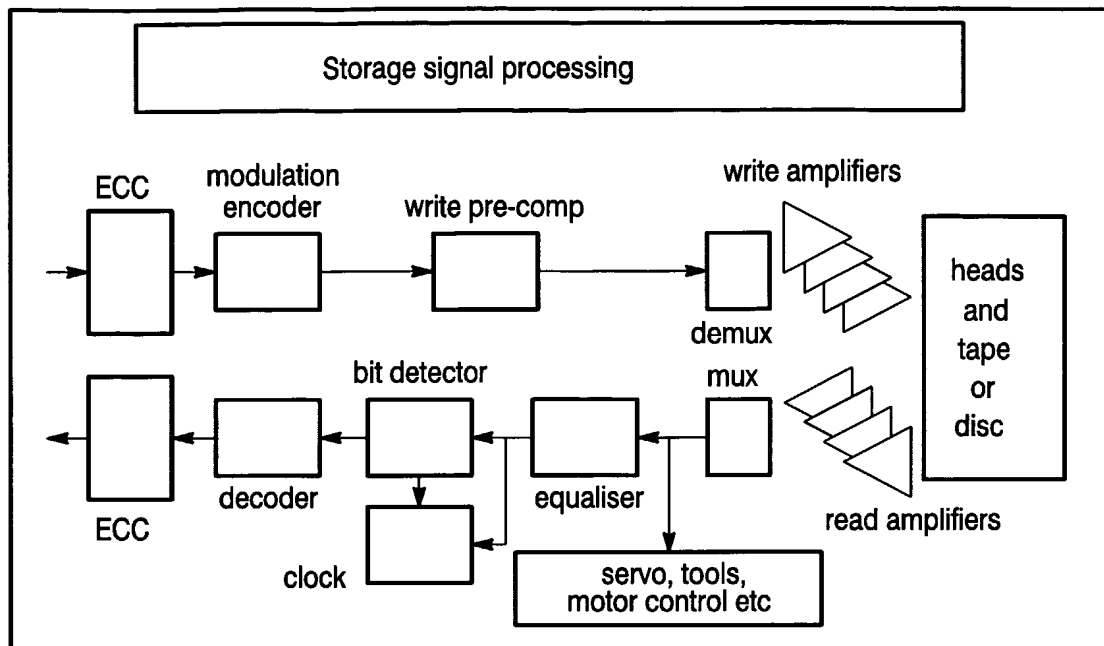 Storage signal processing
ECC
modulation
encoder
write pre-comp
write amplifiers
demux
heads
and
tape
or
disc
bit detector
mux
decoder
equaliser
ECC
read amplifiers
clock
servo, tools,
motor control etc